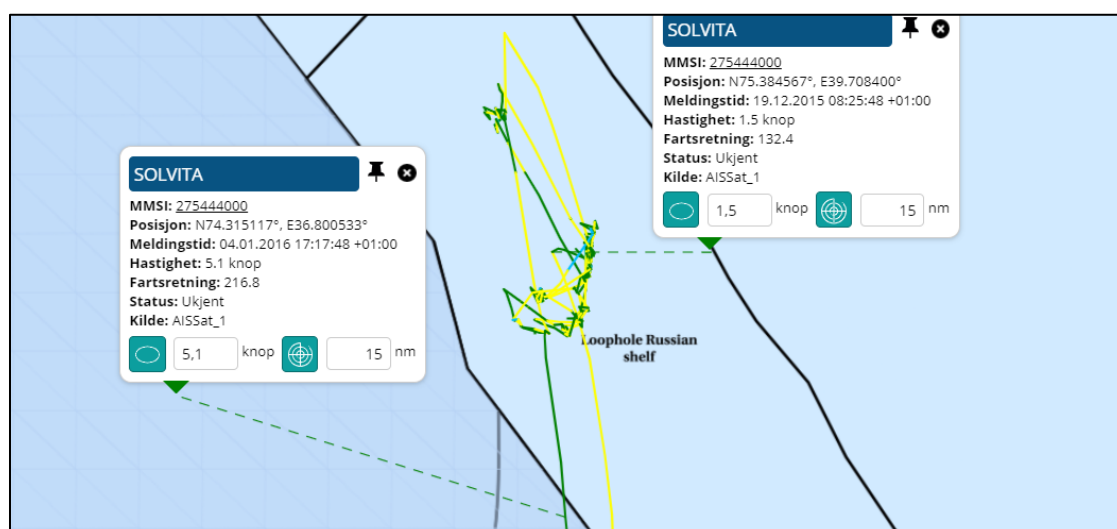 SOLVITA
MMSI: 275444000
Posisjon: N74.315117°, E36.800533°
Meldingstid: 04.01.2016 17:17:48 +01:00
Hastighet: 5.1 knop
Fartsretning: 216.8
Status: Ukjent
Kilde: AISSat_1
5,1 knop 15 nm
SOLVITA
MMSI: 275444000
Posisjon: N75.384567°, E39.708400°
Meldingstid: 19.12.2015 08:25:48 +01:00
Hastighet: 1.5 knop
Fartsretning: 132.4
Status: Ukjent
Kilde: AISSat_1
1,5 knop 15 nm
Loophole Russian
shelf